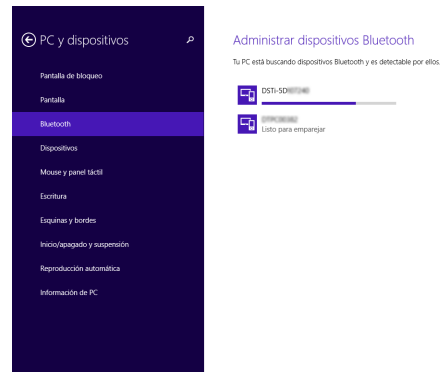 PC y dispositivos
Pantalla de bloqueo
Pantalla
Bluetooth
Dispositivos
Mouse y panel táctil
Escritura
Esquinas y bordes
Inicio/apagado y suspensión
Reproducción automática
Información de PC
Administrar dispositivos Bluetooth
Tu PC está buscando dispositivos Bluetooth y es detectable por ellos.
DSTi-5D
Listo para emparejar